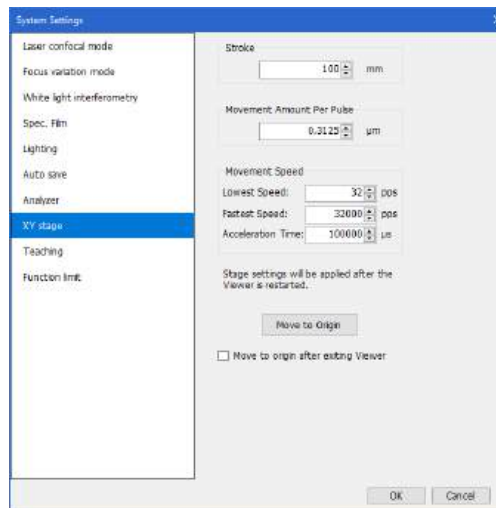 System Settings
Laser confocal mode
Focus variation mode
White light interferometry
Spec. Film
Lighting
Auto save
Analyzer
XY stage
Teaching
Function limit
Stroke
100 mm
Movement Amount Per Pulse
0.3125 μm
Movement Speed
Lowest Speed: 32 pps
Fastest Speed: 32000 pps
Acceleration Time: 100000 μs
Stage settings will be applied after the
Viewer is restarted.
Move to Origin
Move to origin after exiting Viewer
OK Cancel